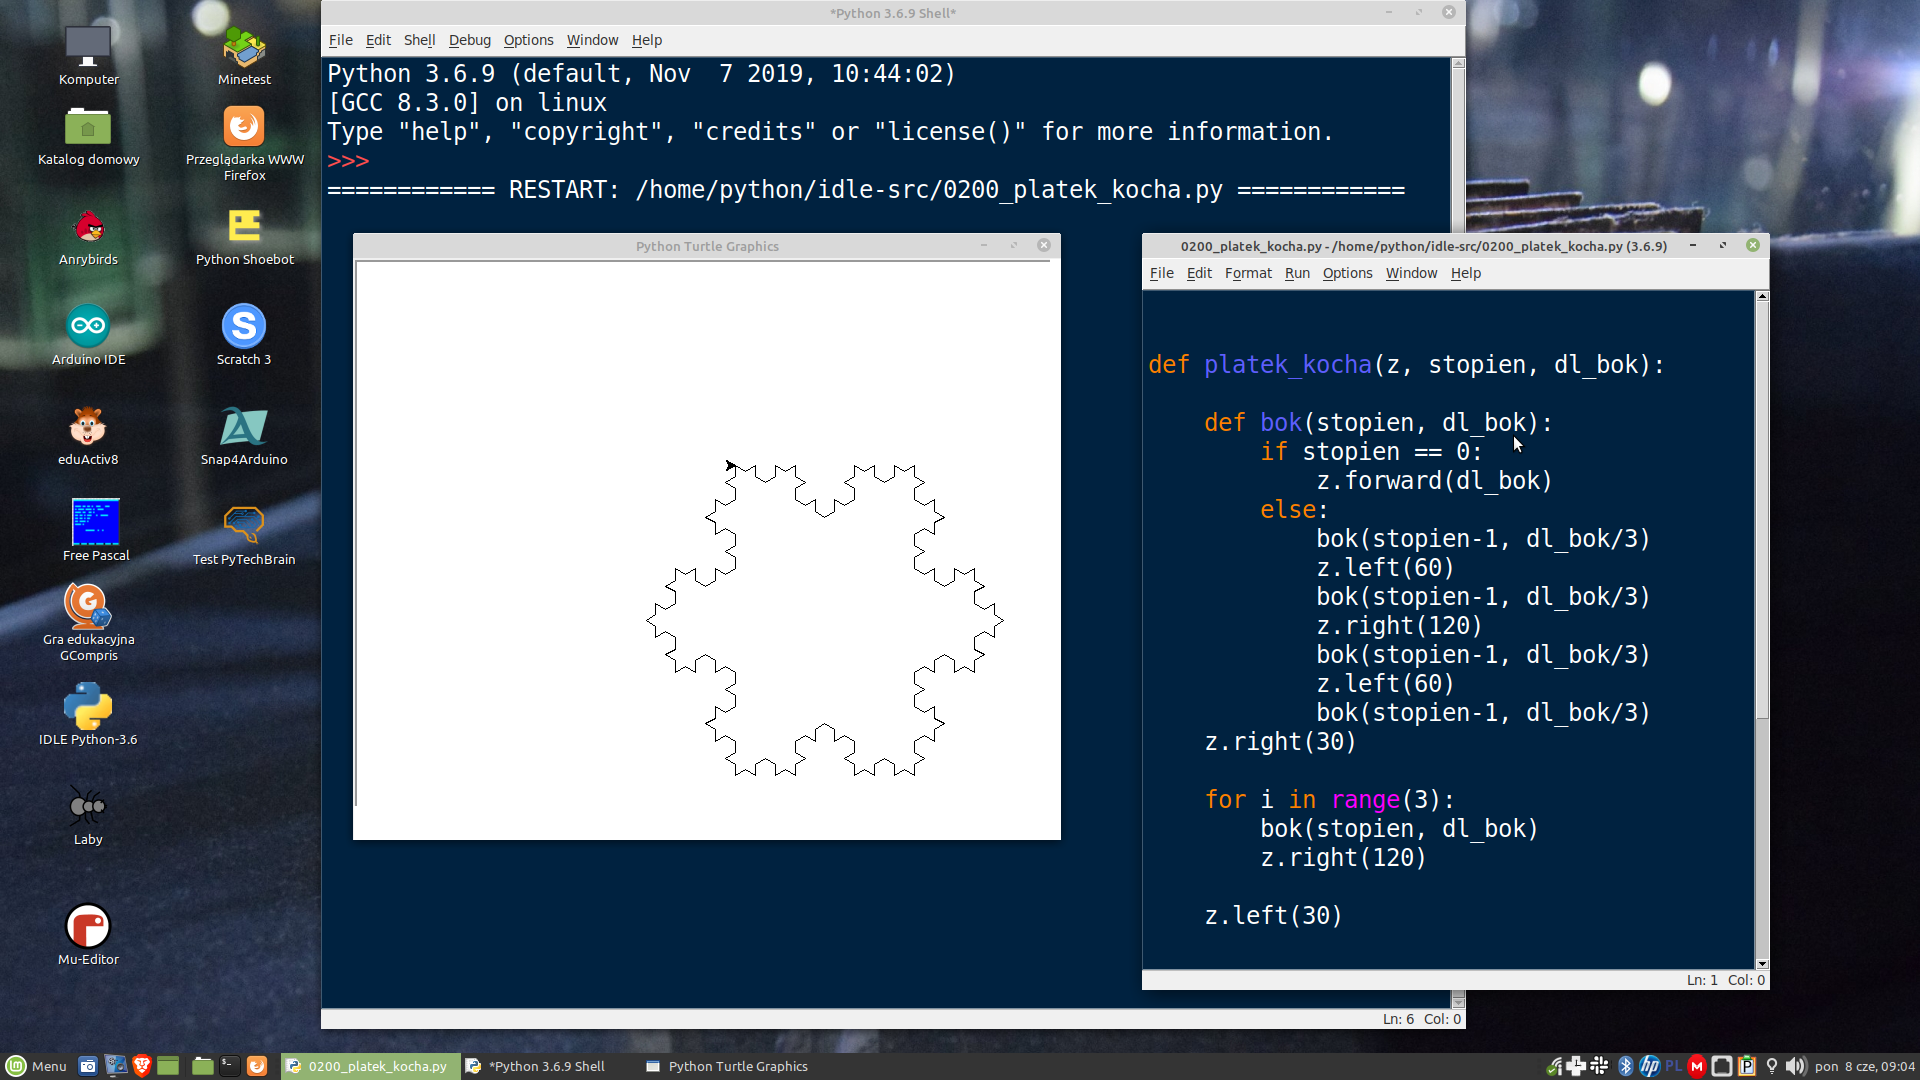 Komputer
Minetest
Katalog domowy
Przeglądarka WWW
Firefox
Anrybirds
Python Shoebot
Arduino IDE
Scratch 3
eduActiv8
Snap4Arduino
Free Pascal
Test PyTechBrain
Gra edukacyjna
GCompris
IDLE Python-3.6
Laby
Mu-Editor
*Python 3.6.9 Shell*
File Edit Shell Debug Options Window Help
Python 3.6.9 (default, Nov  7 2019, 10:44:02)
[GCC 8.3.0] on linux
Type "help", "copyright", "credits" or "license()" for more information.
>>>
============ RESTART: /home/python/idle-src/0200_platek_kocha.py ============
Python Turtle Graphics
0200_platek_kocha.py - /home/python/idle-src/0200_platek_kocha.py (3.6.9)
File Edit Format Run Options Window Help
def platek_kocha(z, stopien, dl_bok):
    def bok(stopien, dl_bok):
        if stopien == 0:
            z.forward(dl_bok)
        else:
            bok(stopien-1, dl_bok/3)
            z.left(60)
            bok(stopien-1, dl_bok/3)
            z.right(120)
            bok(stopien-1, dl_bok/3)
            z.left(60)
            bok(stopien-1, dl_bok/3)
    z.right(30)
    for i in range(3):
        bok(stopien, dl_bok)
        z.right(120)
    z.left(30)
Ln: 1 Col: 0
Ln: 6 Col: 0
Menu
0200_platek_kocha.py
*Python 3.6.9 Shell
Python Turtle Graphics
hp
PL
M
P
pon  8 cze, 09:04